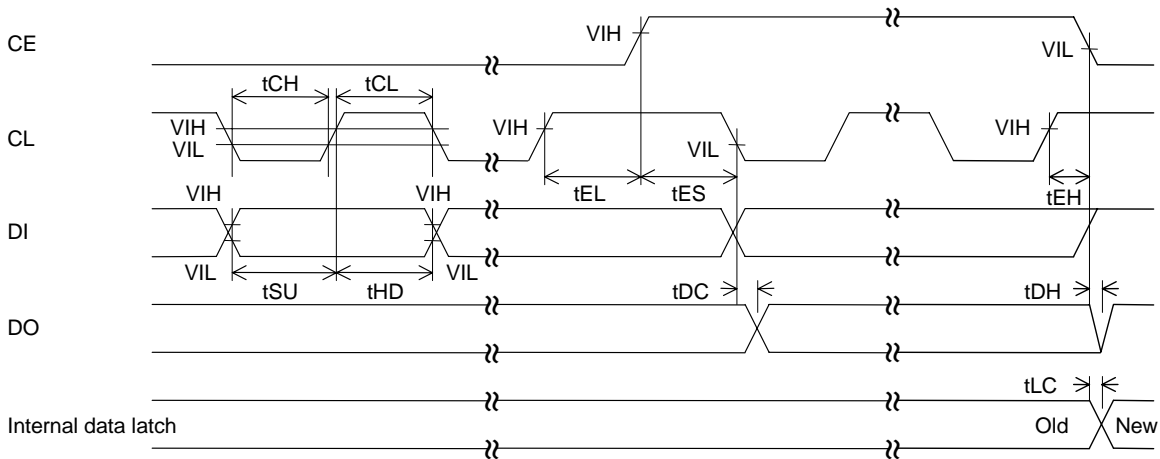 CE
VIH
VIL
tCH
tCL
CL
VIH
VIL
VIH
VIL
VIH
tEL
tES
tEH
DI
VIH
VIH
VIL
VIL
tSU
tHD
DO
tDC
tDH
Internal data latch
tLC
Old
New